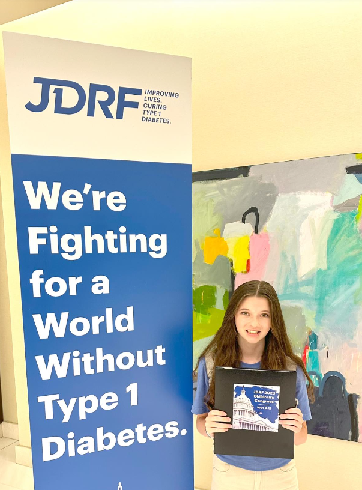 JDRF
IMPROVING
LIVES.
CURING
TYPE 1
DIABETES.
We're
Fighting
for a
World
Without
Type 1
Diabetes.